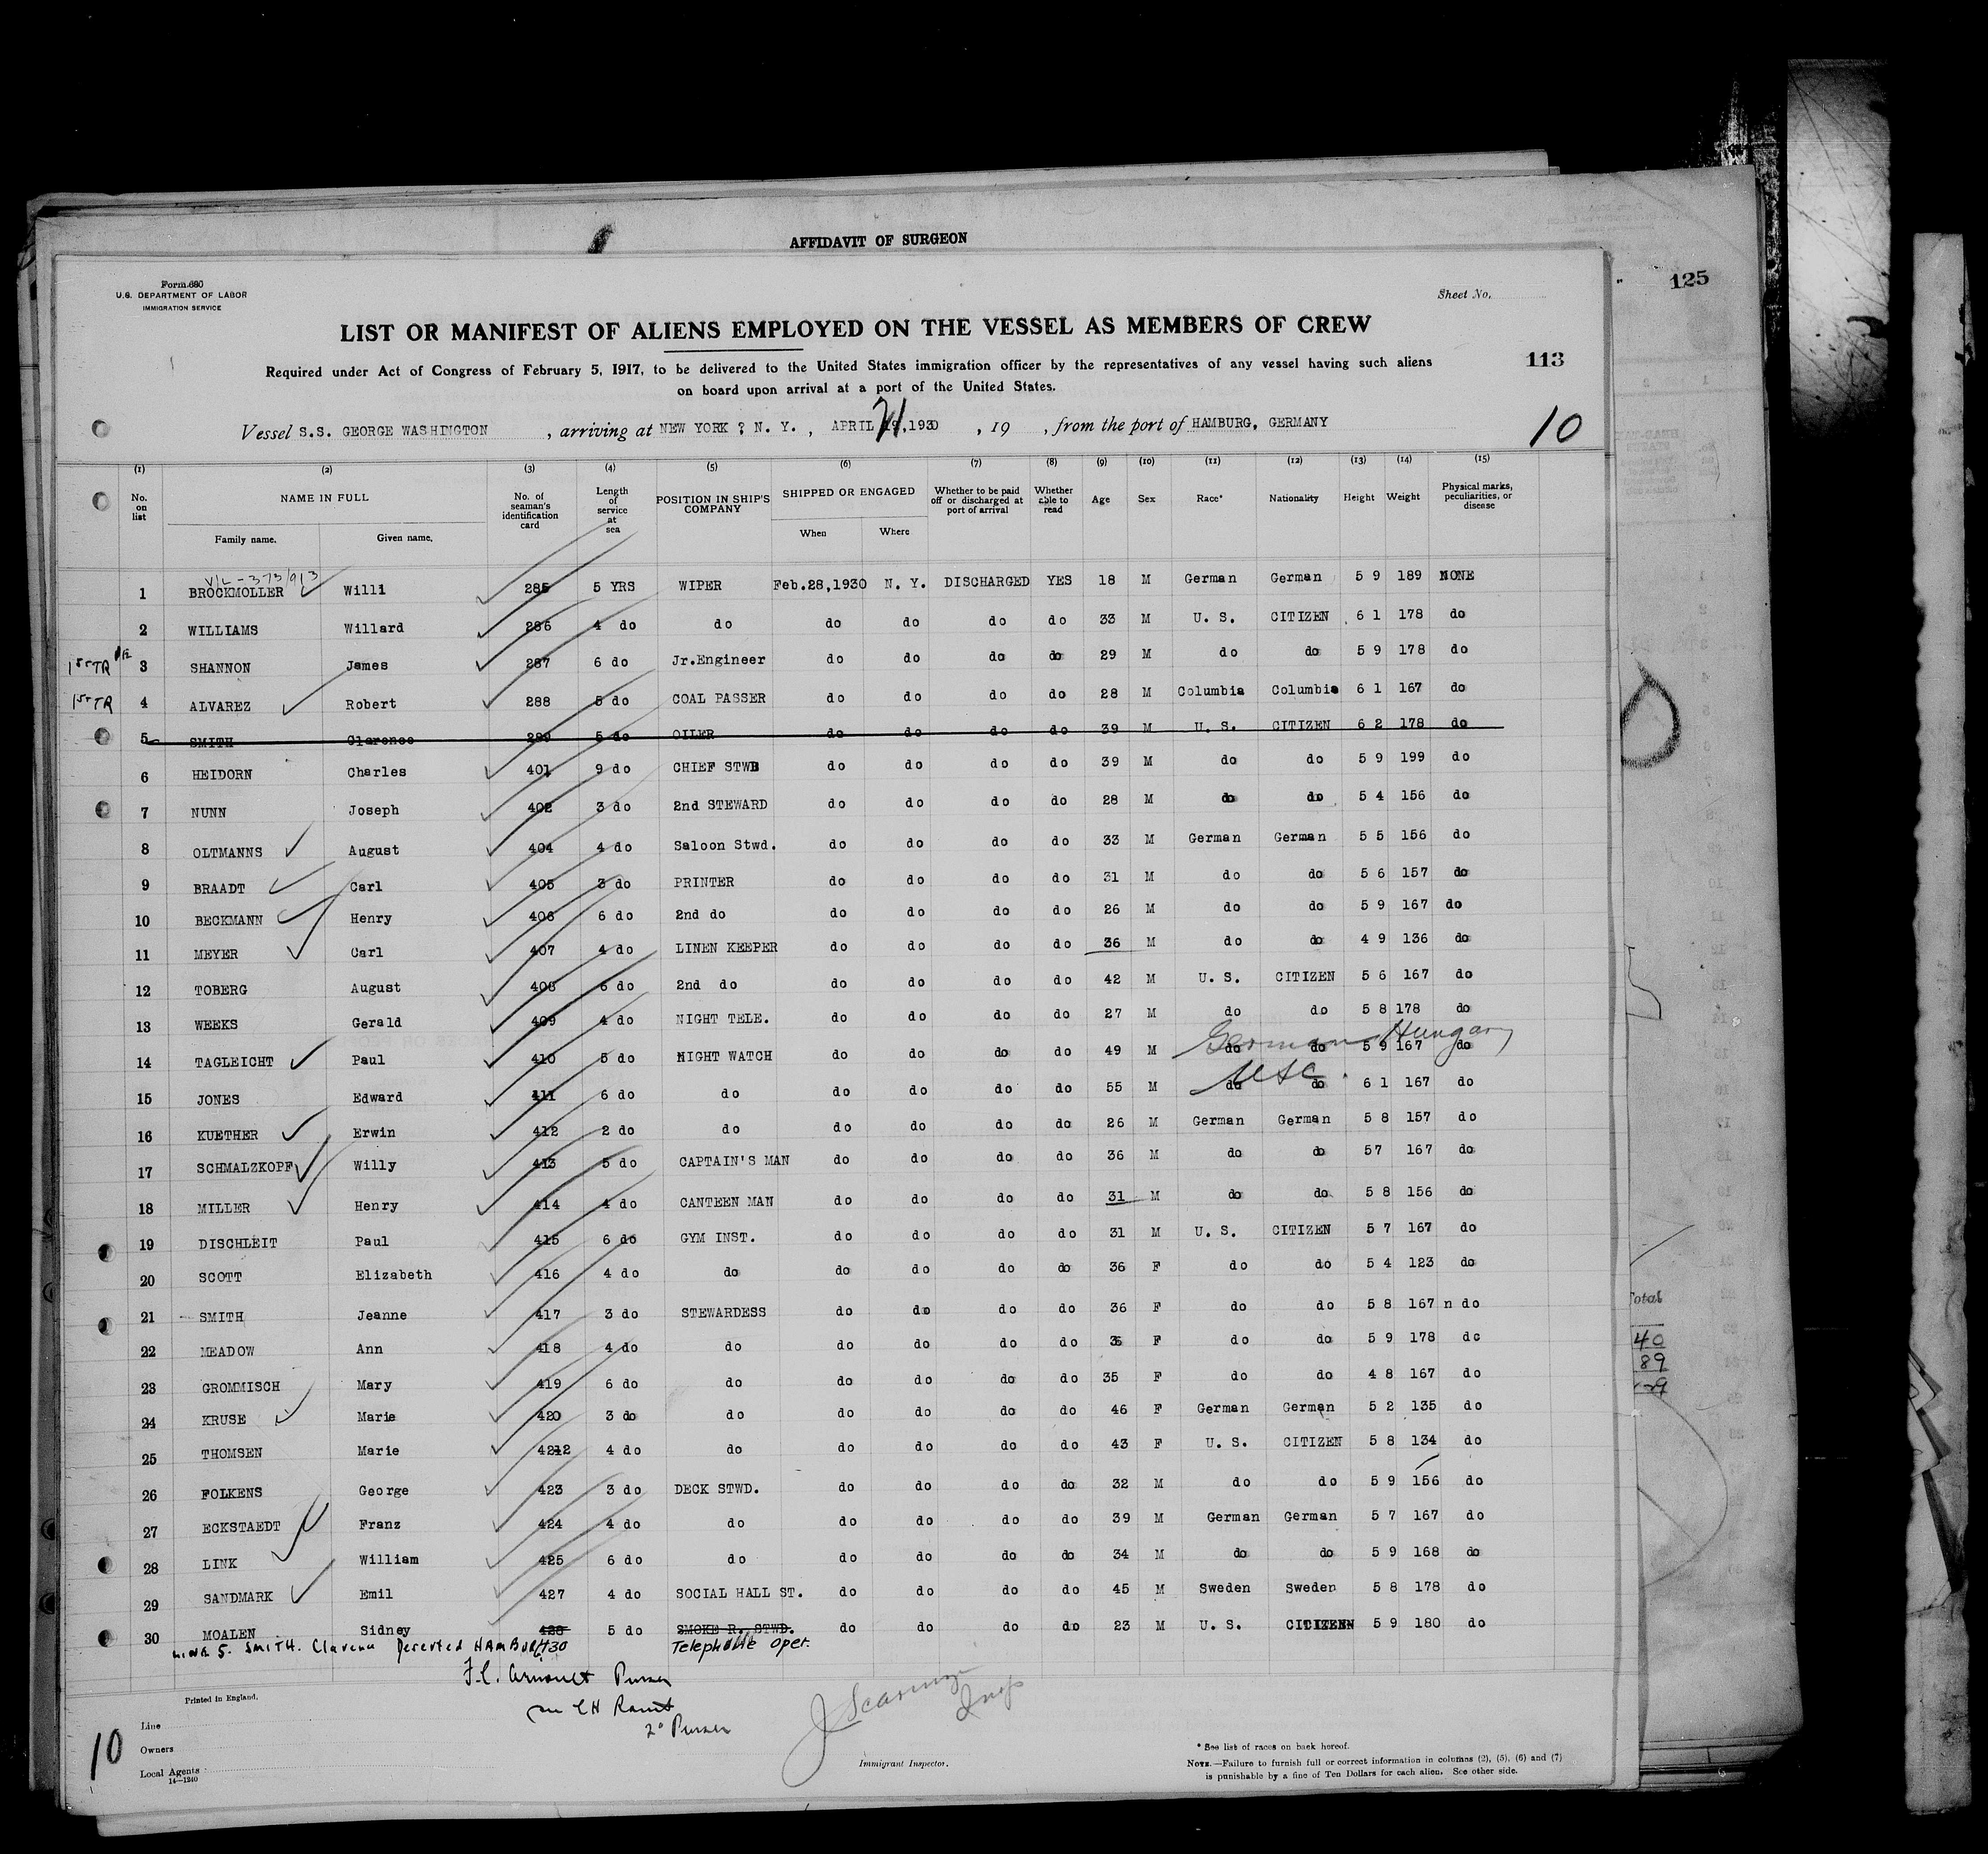 AFFIDAVIT OF SURGEON
125
Form 680
U.S. DEPARTMENT OF LABOR
IMMIGRATION SERVICE
Sheet No.
LIST OR MANIFEST OF ALIENS EMPLOYED ON THE VESSEL AS MEMBERS OF CREW
Required under Act of Congress of February 5, 1917, to be delivered to the United States immigration officer by the representatives of any vessel having such aliens
on board upon arrival at a port of the United States.
113
Vessel S.S. GEORGE WASHINGTON , arriving at NEW YORK , N. Y. , APRIL 21 ,1930 , 19 , from the port of HAMBURG, GERMANY
10
(1) (2) (3) (4) (5) (6) (7) (8) (9) (10) (11) (12) (13) (14) (15)
No. on list NAME IN FULL Family name. Given name. No. of seaman's identification card Length of service at sea POSITION IN SHIP'S COMPANY SHIPPED OR ENGAGED When Where Whether to be paid off or discharged at port of arrival Whether able to read Age Sex Race* Nationality Height Weight Physical marks, peculiarities, or disease
V/L - 373/913
1 BROCKMOLLER Willi 285 5 YRS WIPER Feb.28,1930 N. Y. DISCHARGED YES 18 M German German 5 9 189 NONE
2 WILLIAMS Willard 286 4 do do do do do do 33 M U. S. CITIZEN 6 1 178 do
1st TR 3 SHANNON James 287 6 do Jr.Engineer do do do do 29 M do do 5 9 178 do
1st TR 4 ALVAREZ Robert 288 5 do COAL PASSER do do do do 28 M Columbia Columbia 6 1 167 do
5 SMITH Clarence 289 5 do OILER do do do do 39 M U. S. CITIZEN 6 2 178 do
6 HEIDORN Charles 401 9 do CHIEF STWD do do do do 39 M do do 5 9 199 do
7 NUNN Joseph 402 3 do 2nd STEWARD do do do do 28 M do do 5 4 156 do
8 OLTMANNS August 404 4 do Saloon Stwd. do do do do 33 M German German 5 5 156 do
9 BRAADT Carl 405 3 do PRINTER do do do do 31 M do do 5 6 157 do
10 BECKMANN Henry 406 6 do 2nd do do do do do 26 M do do 5 9 167 do
11 MEYER Carl 407 4 do LINEN KEEPER do do do do 36 M do do 4 9 136 do
12 TOBERG August 408 6 do 2nd do do do do do 42 M U. S. CITIZEN 5 6 167 do
13 WEEKS Gerald 409 4 do NIGHT TELE. do do do do 27 M do do 5 8 178 do
German Hungary
14 TAGLEICHT Paul 410 5 do NIGHT WATCH do do do do 49 M do do 5 9 167 do
USC.
15 JONES Edward 411 6 do do do do do do 55 M do do 6 1 167 do
16 KUETHER Erwin 412 2 do do do do do do 26 M German German 5 8 157 do
17 SCHMALZKOPF Willy 413 5 do CAPTAIN'S MAN do do do do 36 M do do 57 167 do
18 MILLER Henry 414 4 do CANTEEN MAN do do do do 31 M do do 5 8 156 do
19 DISCHLEIT Paul 415 6 do GYM INST. do do do do 31 M U. S. CITIZEN 5 7 167 do
20 SCOTT Elizabeth 416 4 do do do do do do 36 F do do 5 4 123 do
21 SMITH Jeanne 417 3 do STEWARDESS do do do do 36 F do do 5 8 167 n do
22 MEADOW Ann 418 4 do do do do do do F do do 5 9 178 do
23 GROMMISCH Mary 419 6 do do do do do do 35 F do do 4 8 167 do
24 KRUSE Marie 420 3 do do do do do do 46 F German German 5 2 135 do
25 THOMSEN Marie 4212 4 do do do do do do 43 F U. S. CITIZEN 5 8 134 do
26 FOLKENS George 423 3 do DECK STWD. do do do do 32 M do do 5 9 156 do
27 ECKSTAEDT Franz 424 4 do do do do do do 39 M German German 5 7 167 do
28 LINK William 425 6 do do do do do do 34 M do do 5 9 168 do
29 SANDMARK Emil 427 4 do SOCIAL HALL ST. do do do do 45 M Sweden Sweden 5 8 178 do
30 MOALEN Sidney 428 5 do SMOKE R. STWD. do do do do 23 M U. S. CITIZEN 5 9 180 do
LINE 5. SMITH. Clarence Deserted HAMBURG Telephone Oper.
Purser
2° Purser
Total
40
89
Printed in England.
10
Line
Owners
Local Agents
14—1240
Immigrant Inspector.
* See list of races on back hereof.
NOTE.—Failure to furnish full or correct information in columns (2), (5), (6) and (7)
is punishable by a fine of Ten Dollars for each alien. See other side.